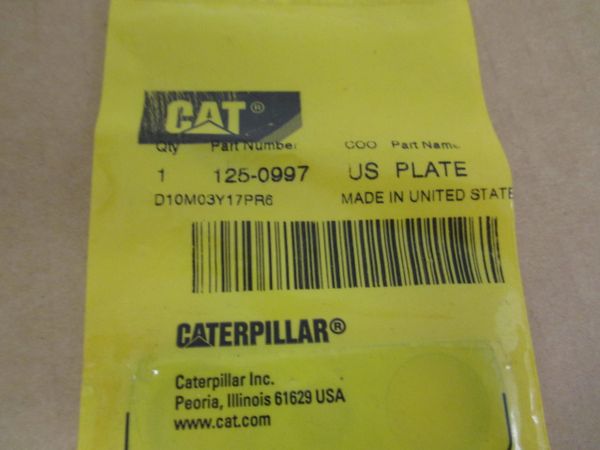 CAT®
Qty Part Number COO Part Name
1 125-0997 US PLATE
D10M03Y17PR6 MADE IN UNITED STATE
CATERPILLAR®
Caterpillar Inc.
Peoria, Illinois 61629 USA
www.cat.com